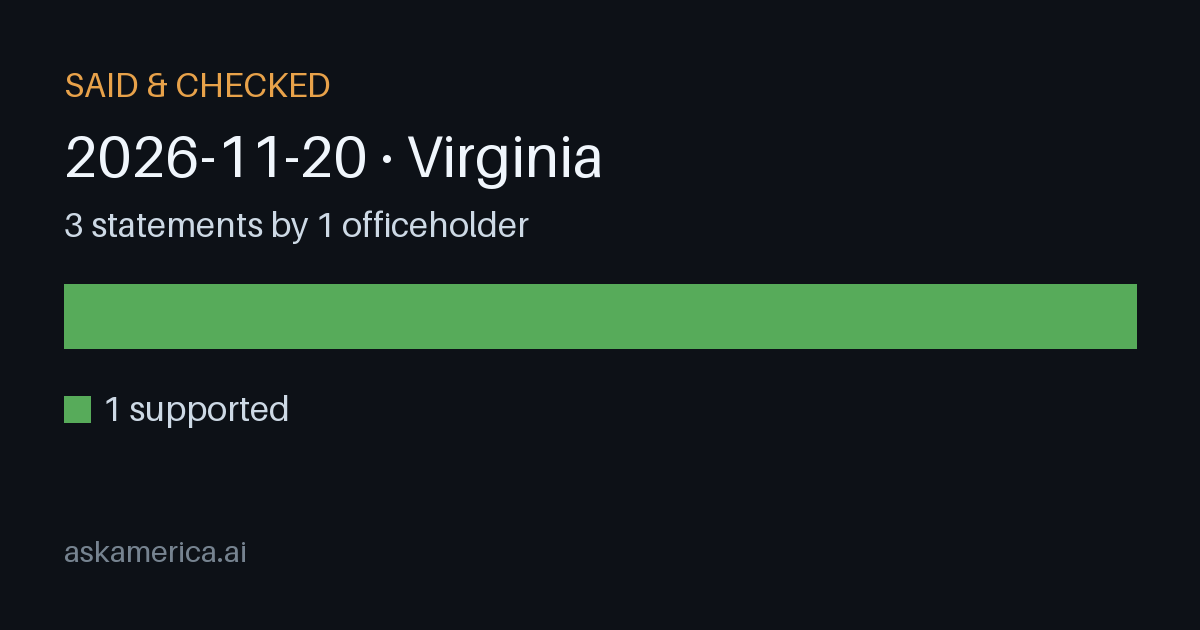 SAID & CHECKED
2026-11-20 · Virginia
3 statements by 1 officeholder
1 supported
askamerica.ai